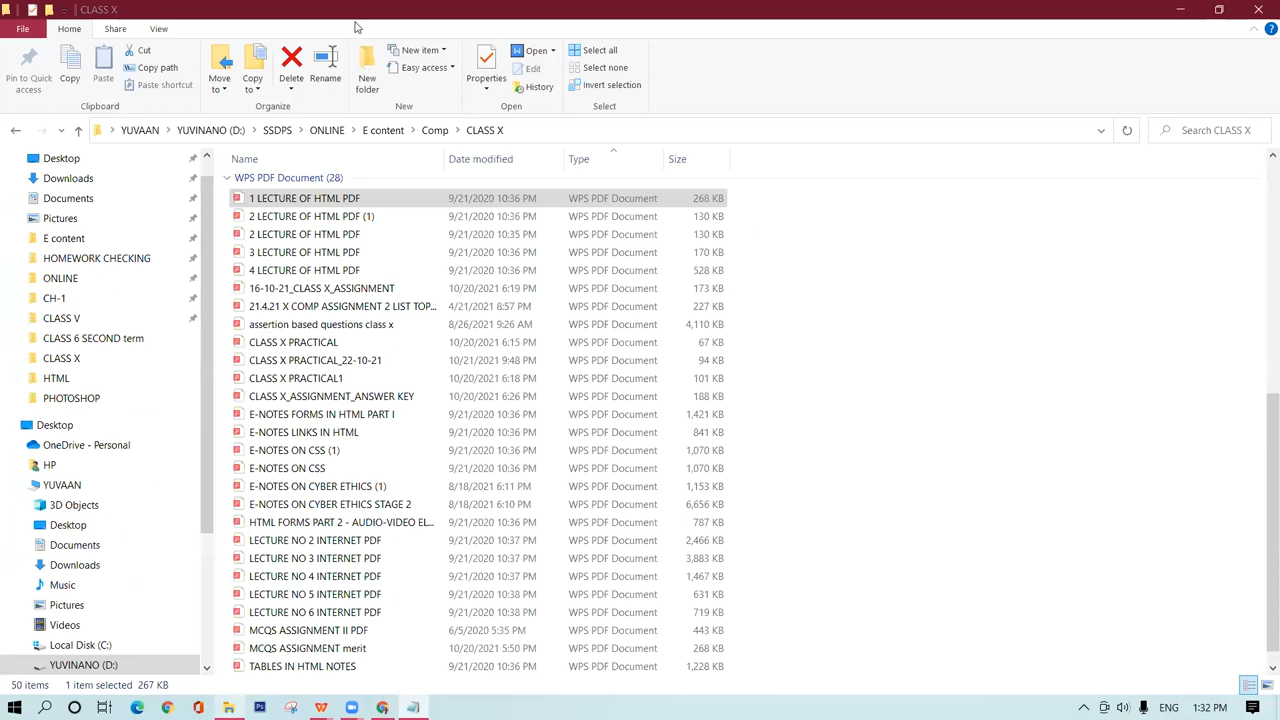 CLASS X
File Home Share View
Pin to Quick access
Copy
Paste
Cut
Copy path
Paste shortcut
Clipboard
Move to
Copy to
Delete
Rename
Organize
New folder
New item
Easy access
New
Properties
Open
Edit
History
Open
Select all
Select none
Invert selection
Select
YUVAAN > YUVINANO (D:) > SSDPS > ONLINE > E content > Comp > CLASS X
Search CLASS X
Desktop
Downloads
Documents
Pictures
E content
HOMEWORK CHECKING
ONLINE
CH-1
CLASS V
CLASS 6 SECOND term
CLASS X
HTML
PHOTOSHOP
Desktop
OneDrive - Personal
HP
YUVAAN
3D Objects
Desktop
Documents
Downloads
Music
Pictures
Videos
Local Disk (C:)
YUVINANO (D:)
Name Date modified Type Size
WPS PDF Document (28)
1 LECTURE OF HTML PDF 9/21/2020 10:36 PM WPS PDF Document 268 KB
2 LECTURE OF HTML PDF (1) 9/21/2020 10:36 PM WPS PDF Document 130 KB
2 LECTURE OF HTML PDF 9/21/2020 10:35 PM WPS PDF Document 130 KB
3 LECTURE OF HTML PDF 9/21/2020 10:36 PM WPS PDF Document 170 KB
4 LECTURE OF HTML PDF 9/21/2020 10:36 PM WPS PDF Document 528 KB
16-10-21_CLASS X_ASSIGNMENT 10/20/2021 6:19 PM WPS PDF Document 173 KB
21.4.21 X COMP ASSIGNMENT 2 LIST TOP... 4/21/2021 8:57 PM WPS PDF Document 227 KB
assertion based questions class x 8/26/2021 9:26 AM WPS PDF Document 4,110 KB
CLASS X PRACTICAL 10/20/2021 6:15 PM WPS PDF Document 67 KB
CLASS X PRACTICAL_22-10-21 10/21/2021 9:48 PM WPS PDF Document 94 KB
CLASS X PRACTICAL1 10/20/2021 6:18 PM WPS PDF Document 101 KB
CLASS X_ASSIGNMENT_ANSWER KEY 10/20/2021 6:26 PM WPS PDF Document 188 KB
E-NOTES FORMS IN HTML PART I 9/21/2020 10:36 PM WPS PDF Document 1,421 KB
E-NOTES LINKS IN HTML 9/21/2020 10:36 PM WPS PDF Document 841 KB
E-NOTES ON CSS (1) 9/21/2020 10:36 PM WPS PDF Document 1,070 KB
E-NOTES ON CSS 9/21/2020 10:36 PM WPS PDF Document 1,070 KB
E-NOTES ON CYBER ETHICS (1) 8/18/2021 6:11 PM WPS PDF Document 1,153 KB
E-NOTES ON CYBER ETHICS STAGE 2 8/18/2021 6:10 PM WPS PDF Document 6,656 KB
HTML FORMS PART 2 - AUDIO-VIDEO EL... 9/21/2020 10:36 PM WPS PDF Document 787 KB
LECTURE NO 2 INTERNET PDF 9/21/2020 10:37 PM WPS PDF Document 2,466 KB
LECTURE NO 3 INTERNET PDF 9/21/2020 10:37 PM WPS PDF Document 3,883 KB
LECTURE NO 4 INTERNET PDF 9/21/2020 10:37 PM WPS PDF Document 1,467 KB
LECTURE NO 5 INTERNET PDF 9/21/2020 10:38 PM WPS PDF Document 631 KB
LECTURE NO 6 INTERNET PDF 9/21/2020 10:38 PM WPS PDF Document 719 KB
MCQS ASSIGNMENT II PDF 6/5/2020 5:35 PM WPS PDF Document 443 KB
MCQS ASSIGNMENT merit 10/20/2021 5:50 PM WPS PDF Document 268 KB
TABLES IN HTML NOTES 9/21/2020 10:36 PM WPS PDF Document 1,228 KB
50 items 1 item selected 267 KB
ENG 1:32 PM